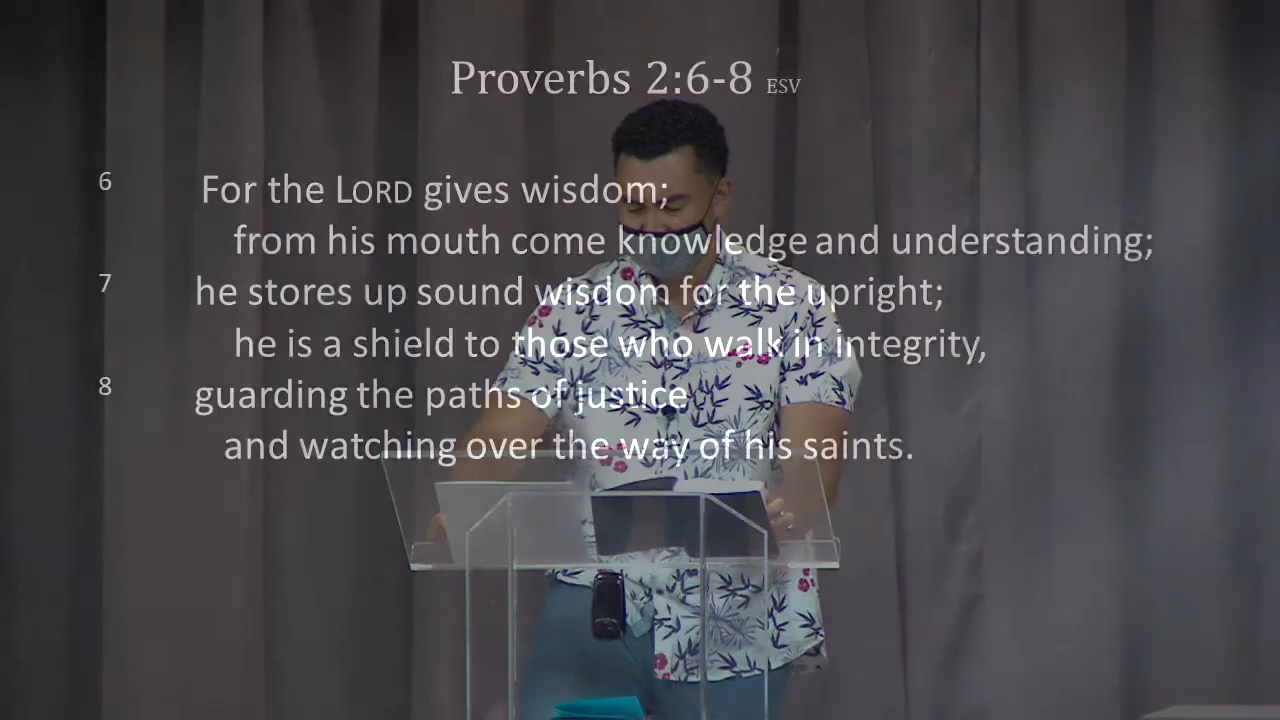 Proverbs 2:6-8 ESV
6 For the LORD gives wisdom;
from his mouth come knowledge and understanding;
7 he stores up sound wisdom for the upright;
he is a shield to those who walk in integrity,
8 guarding the paths of justice
and watching over the way of his saints.